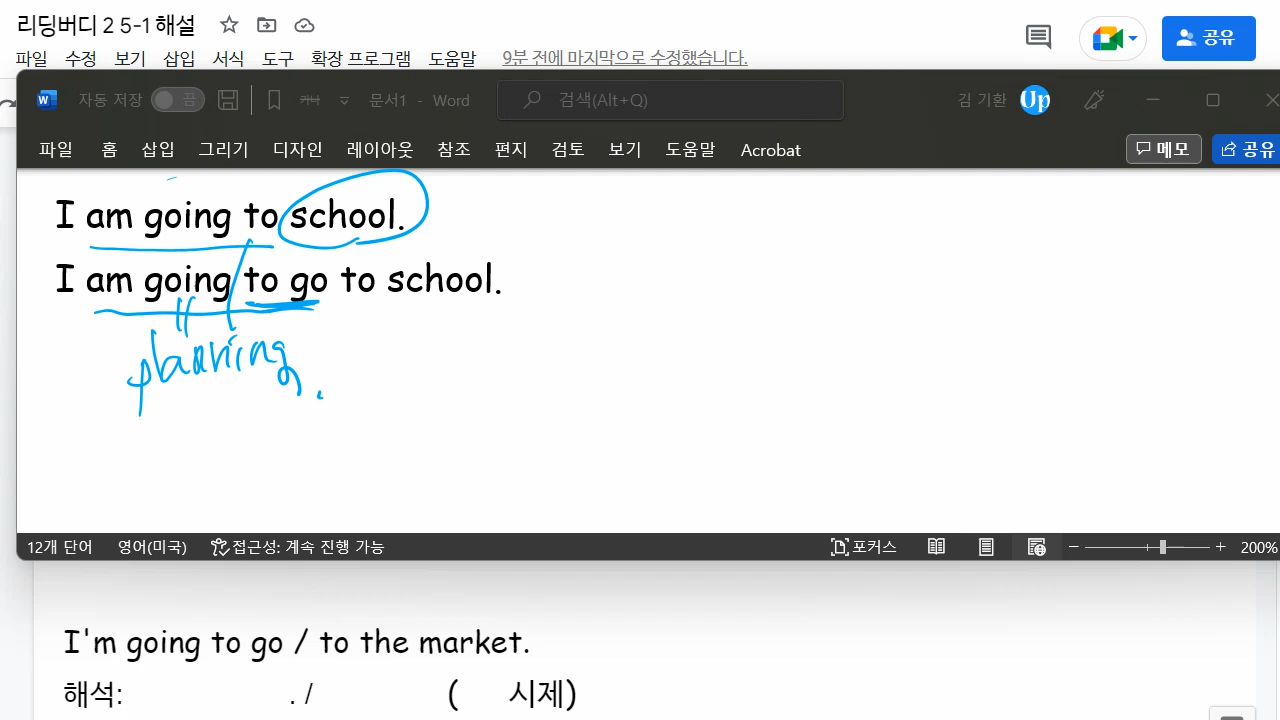 리딩버디 2 5-1 해설
파일 수정 보기 삽입 서식 도구 확장 프로그램 도움말 9분 전에 마지막으로 수정했습니다.
공유
자동 저장 끔 가나 문서1 - Word 검색(Alt+Q) 김 기환 Up
파일 홈 삽입 그리기 디자인 레이아웃 참조 편지 검토 보기 도움말 Acrobat 메모 공유
I am going to school.
I am going to go to school.
planning
12개 단어 영어(미국) 접근성: 계속 진행 가능 포커스 - + 200%
I'm going to go / to the market.
해석: . / ( 시제)